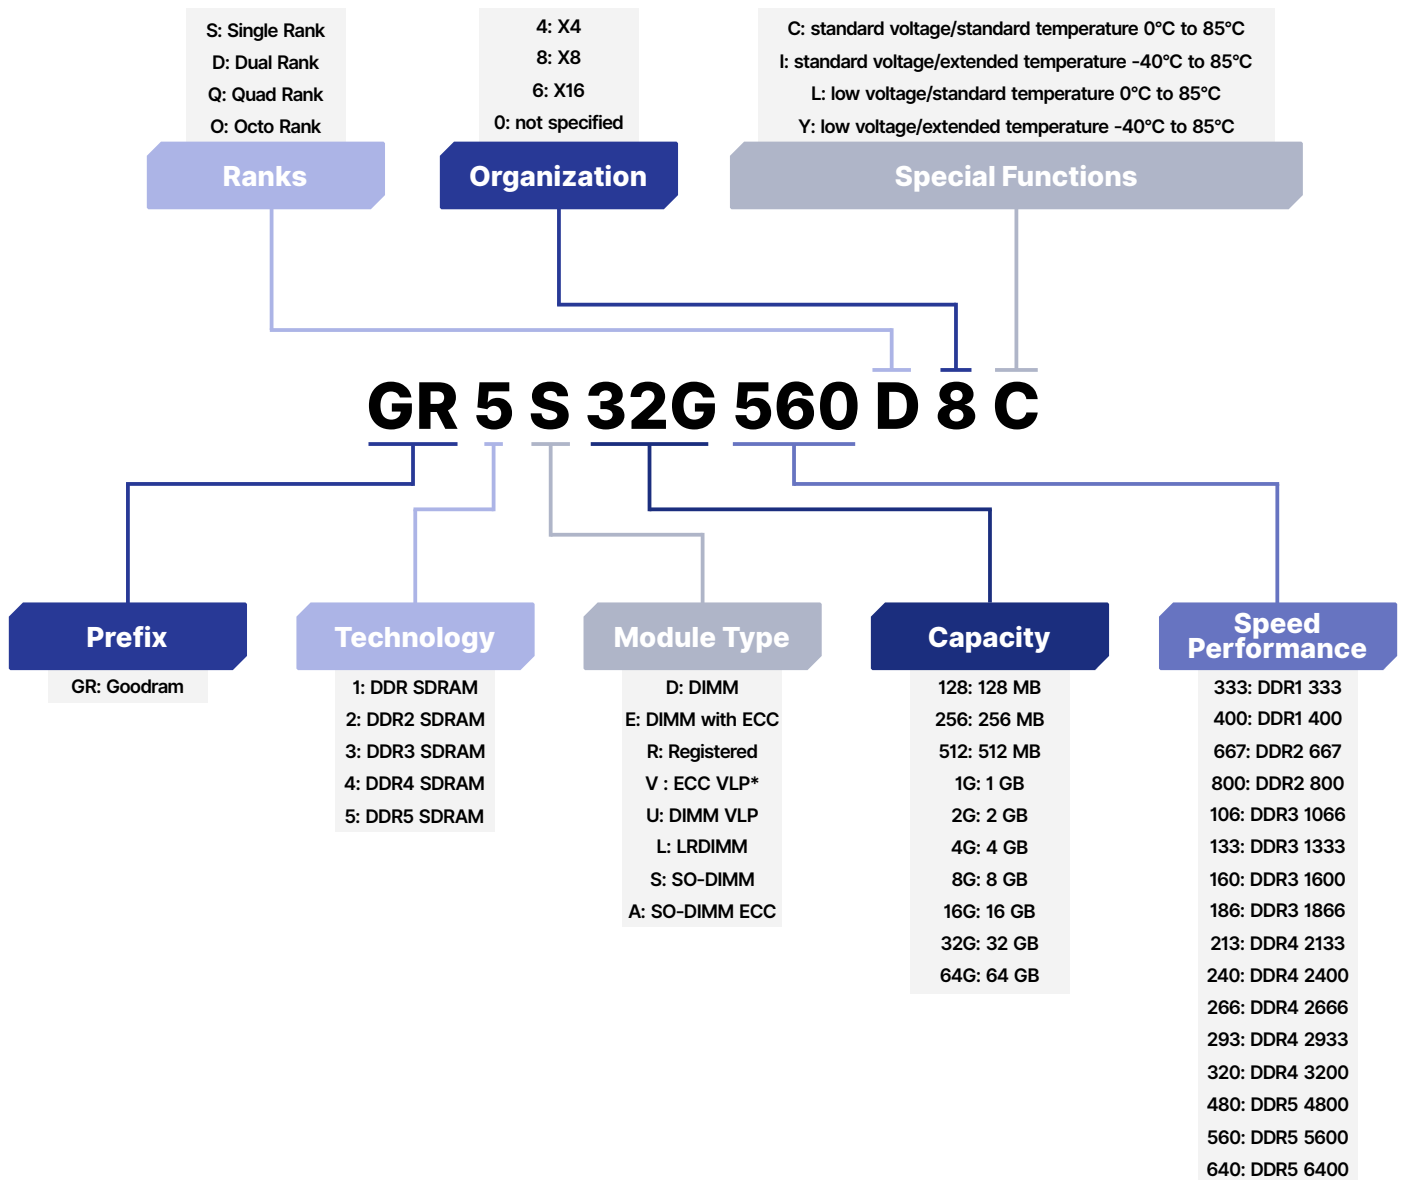 S: Single Rank
D: Dual Rank
Q: Quad Rank
O: Octo Rank
Ranks
4: X4
8: X8
6: X16
0: not specified
Organization
C: standard voltage/standard temperature 0°C to 85°C
I: standard voltage/extended temperature -40°C to 85°C
L: low voltage/standard temperature 0°C to 85°C
Y: low voltage/extended temperature -40°C to 85°C
Special Functions
GR 5 S 32G 560 D 8 C
Prefix
GR: Goodram
Technology
1: DDR SDRAM
2: DDR2 SDRAM
3: DDR3 SDRAM
4: DDR4 SDRAM
5: DDR5 SDRAM
Module Type
D: DIMM
E: DIMM with ECC
R: Registered
V : ECC VLP*
U: DIMM VLP
L: LRDIMM
S: SO-DIMM
A: SO-DIMM ECC
Capacity
128: 128 MB
256: 256 MB
512: 512 MB
1G: 1 GB
2G: 2 GB
4G: 4 GB
8G: 8 GB
16G: 16 GB
32G: 32 GB
64G: 64 GB
Speed
Performance
333: DDR1 333
400: DDR1 400
667: DDR2 667
800: DDR2 800
106: DDR3 1066
133: DDR3 1333
160: DDR3 1600
186: DDR3 1866
213: DDR4 2133
240: DDR4 2400
266: DDR4 2666
293: DDR4 2933
320: DDR4 3200
480: DDR5 4800
560: DDR5 5600
640: DDR5 6400